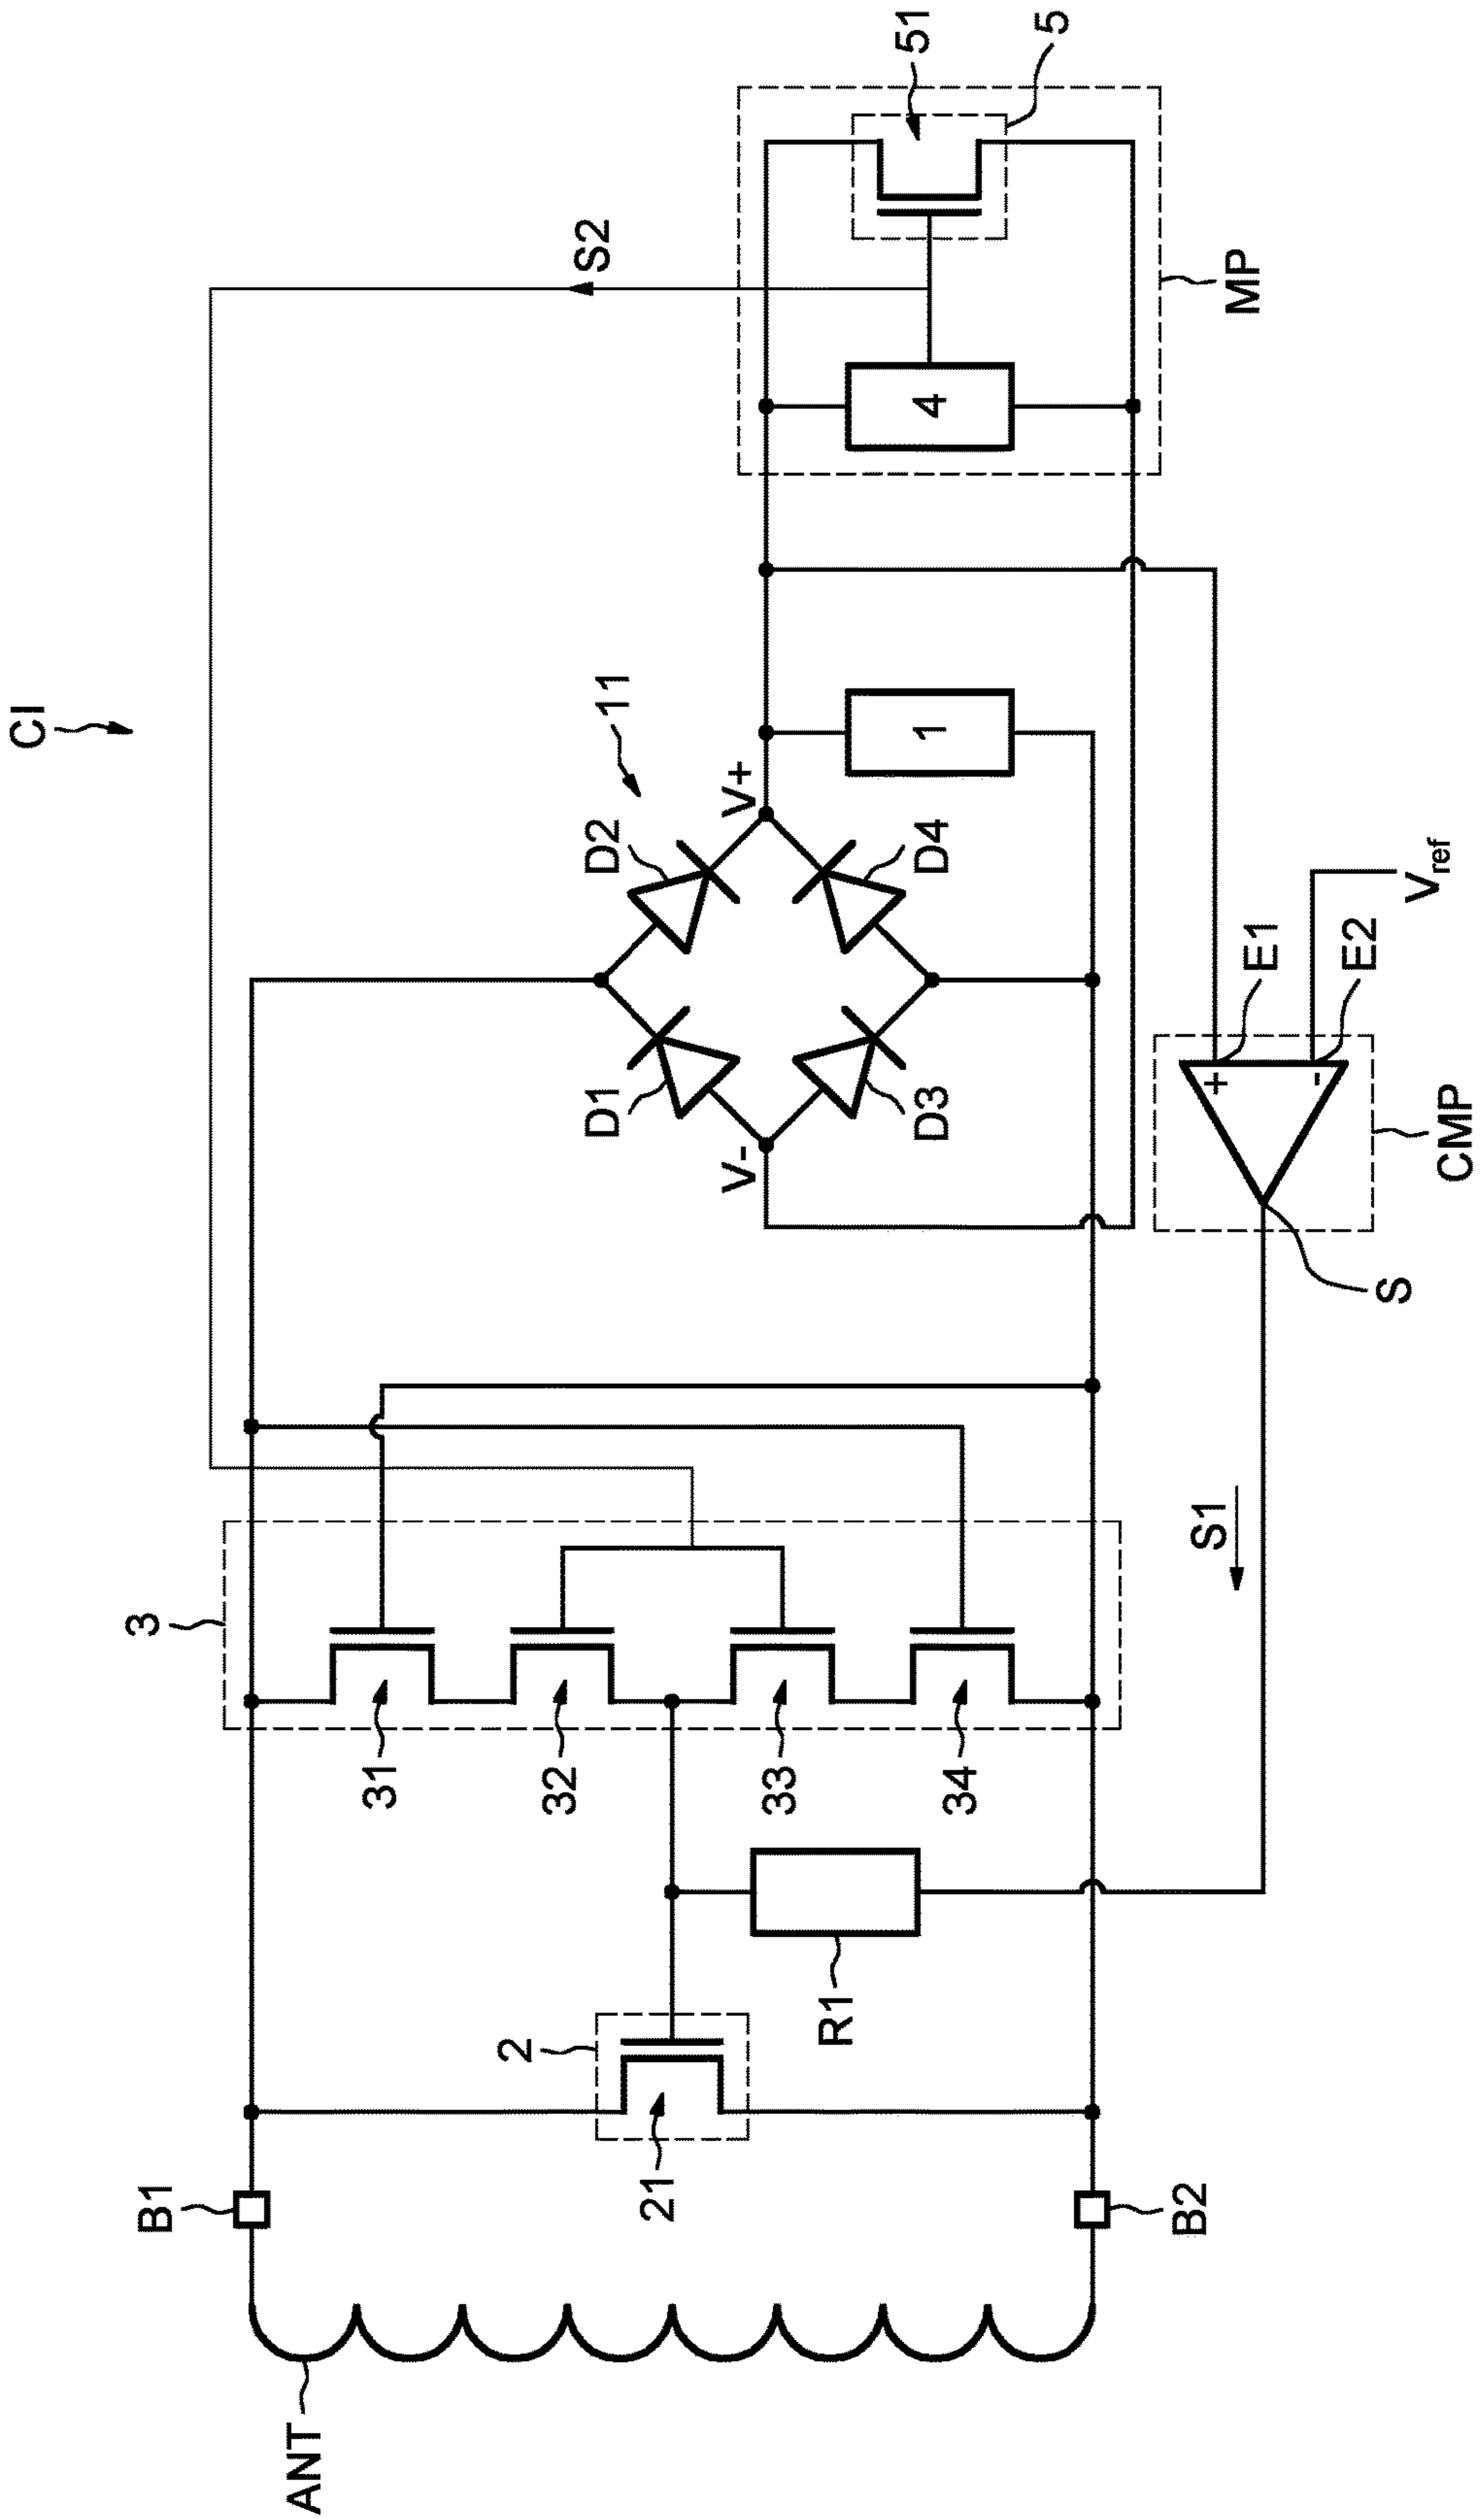 CI
S2
51
5
MP
4
11
1
D2
V+
D4
D1
V-
D3
Vref
E1
E2
+
-
CMP
S
S1
3
31
32
33
34
R1
2
21
B1
B2
ANT